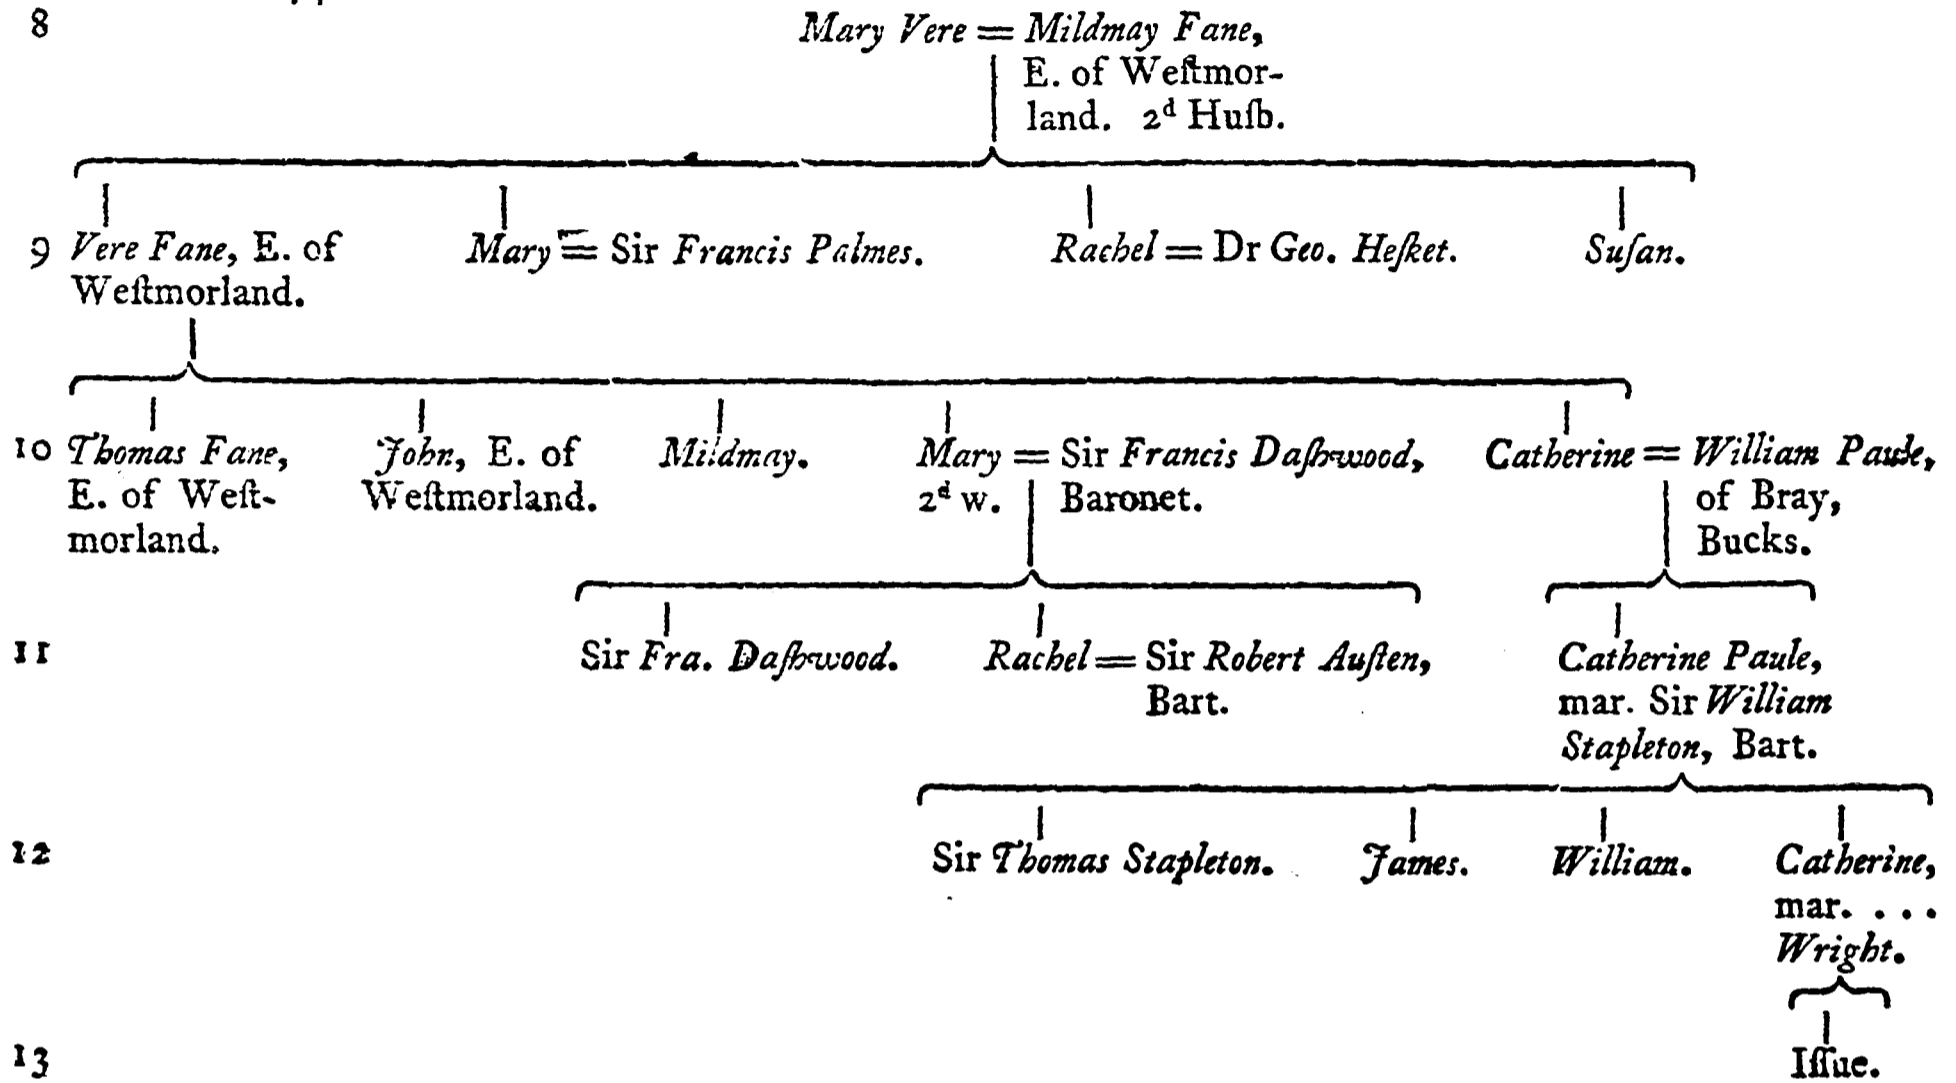 8 Mary Vere = Mildmay Fane,
E. of Weſtmor-
land. 2d Huſb.
9 Vere Fane, E. of Mary = Sir Francis Palmes. Rachel = Dr Geo. Heſket. Suſan.
Weſtmorland.
10 Thomas Fane, John, E. of Mildmay. Mary = Sir Francis Daſhwood, Catherine = William Paule,
E. of Weſt- Weſtmorland. 2d w. Baronet. of Bray,
morland. Bucks.
11 Sir Fra. Daſhwood. Rachel = Sir Robert Auſten, Catherine Paule,
Bart. mar. Sir William
Stapleton, Bart.
12 Sir Thomas Stapleton. James. William. Catherine,
mar. ...
Wright.
13 Iſſue.